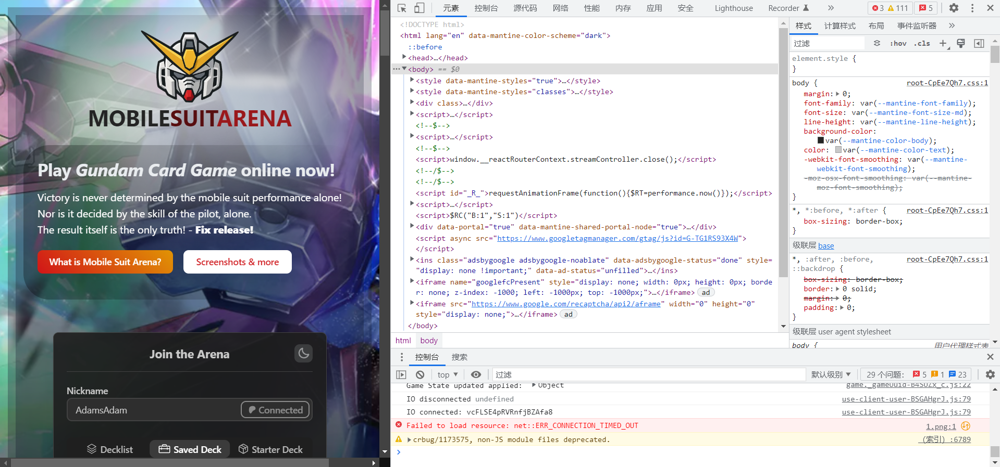 MOBILESUITARENA
Play Gundam Card Game online now!
Victory is never determined by the mobile suit performance alone!
Nor is it decided by the skill of the pilot, alone.
The result itself is the only truth! - Fix release!
What is Mobile Suit Arena?
Screenshots & more
Join the Arena
Nickname
AdamsAdam
Connected
Decklist
Saved Deck
Starter Deck
元素 控制台 源代码 网络 性能 内存 应用 安全 Lighthouse Recorder 3 111 5
<!DOCTYPE html>
<html lang="en" data-mantine-color-scheme="dark">
::before
<head>…</head>
<body> == $0
<style data-mantine-styles="true">…</style>
<style data-mantine-styles="classes">…</style>
<div class>…</div>
<script>…</script>
<!--$-->
<script>…</script>
<!--$-->
<script>window.__reactRouterContext.streamController.close();</script>
<!--/$-->
<!--/$-->
<script id="_R_">requestAnimationFrame(function(){$RT=performance.now()});</script>
<script>…</script>
<script>$RC("B:1","S:1")</script>
<div data-portal="true" data-mantine-shared-portal-node="true">…</div>
<script async src="https://www.googletagmanager.com/gtag/js?id=G-TG1RS93X4W">
</script>
<ins class="adsbygoogle adsbygoogle-noablate" data-adsbygoogle-status="done" style=
"display: none !important;" data-ad-status="unfilled">…</ins>
<iframe name="googlefcPresent" style="display: none; width: 0px; height: 0px; borde
r: none; z-index: -1000; left: -1000px; top: -1000px;">…</iframe> ad
<iframe src="https://www.google.com/recaptcha/api2/aframe" width="0" height="0"
style="display: none;">…</iframe> ad
</body>
html body
样式 计算样式 布局 事件监听器
过滤 :hov .cls
element.style {
}
body { root-CpEe7Qh7.css:1
margin: 0;
font-family: var(--mantine-font-family);
font-size: var(--mantine-font-size-md);
line-height: var(--mantine-line-height);
background-color:
var(--mantine-color-body);
color: var(--mantine-color-text);
-webkit-font-smoothing: var(--mantine-
webkit-font-smoothing);
-moz-osx-font-smoothing: var(--mantine-
moz-font-smoothing);
}
*, *:before, *:after { root-CpEe7Qh7.css:1
box-sizing: border-box;
}
级联层 base
*, :after, :before, root-CpEe7Qh7.css:1
::backdrop {
box-sizing: border-box;
border: 0 solid;
margin: 0;
padding: 0;
}
级联层 user agent stylesheet
body { 用户代理样式表
控制台 搜索
top 过滤 默认级别 29 个问题: 5 1 23
Game State updated applied: Object game._gameUuid-B4SUZx_c.js:22
IO disconnected undefined use-client-user-BSGAHgrJ.js:79
IO connected: vcFLSE4pRVRnfjBZAfa8 use-client-user-BSGAHgrJ.js:79
Failed to load resource: net::ERR_CONNECTION_TIMED_OUT 1.png:1
crbug/1173575, non-JS module files deprecated. (索引) :6789